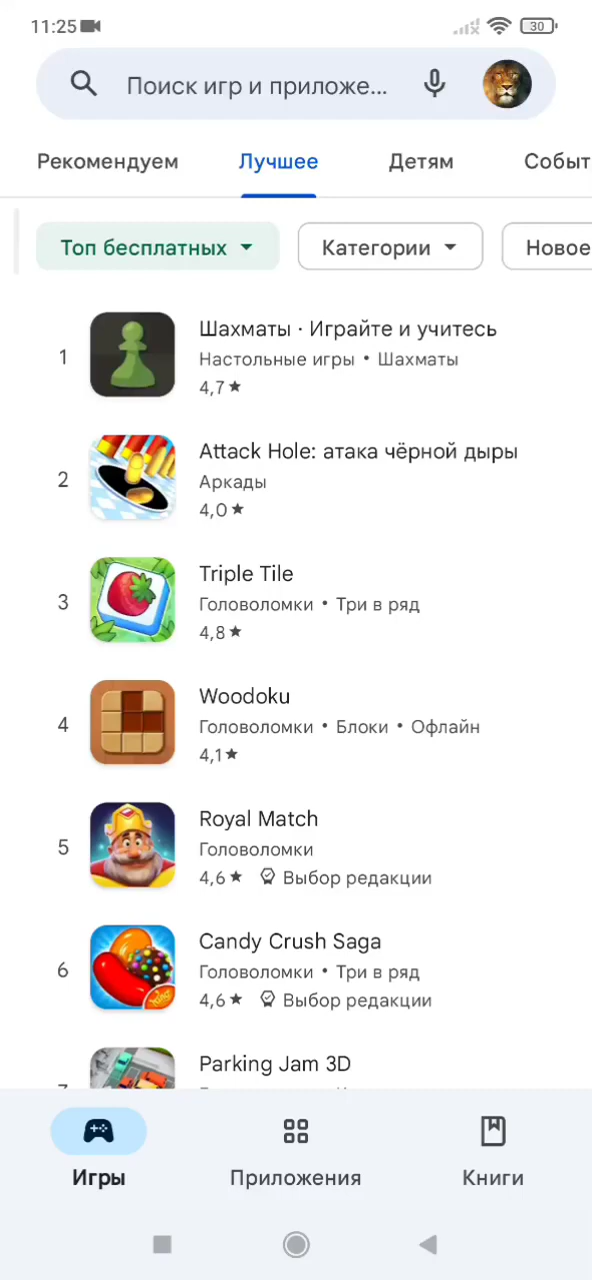 11:25
30
Поиск игр и приложе...
Рекомендуем
Лучшее
Детям
Событ
Топ бесплатных
Категории
Новое
1
Шахматы · Играйте и учитесь
Настольные игры • Шахматы
4,7★
2
Attack Hole: атака чёрной дыры
Аркады
4,0★
3
Triple Tile
Головоломки • Три в ряд
4,8★
4
Woodoku
Головоломки • Блоки • Офлайн
4,1★
5
Royal Match
Головоломки
4,6★ Выбор редакции
6
Candy Crush Saga
Головоломки • Три в ряд
4,6★ Выбор редакции
Parking Jam 3D
Игры
Приложения
Книги